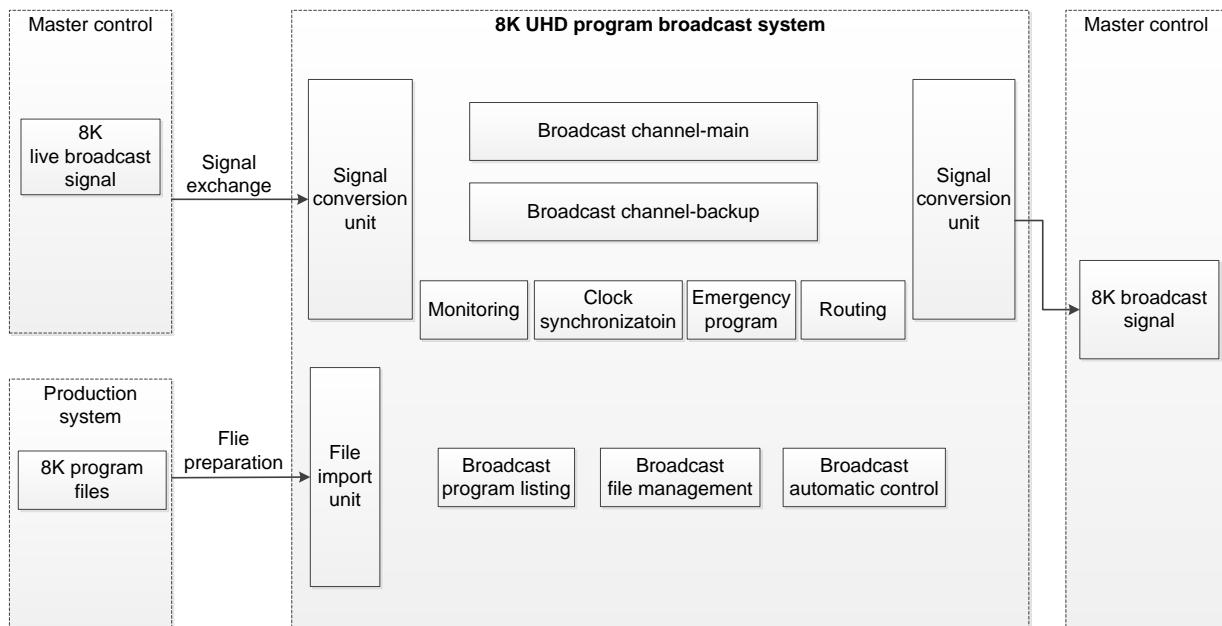 Master control
8K
live broadcast
signal
Signal
exchange
Production
system
8K program
files
Flie
preparation
8K UHD program broadcast system
Signal
conversion
unit
Broadcast channel-main
Broadcast channel-backup
Monitoring
Clock
synchronizatoin
Emergency
program
Routing
Signal
conversion
unit
File
import
unit
Broadcast
program listing
Broadcast
file management
Broadcast
automatic control
Master control
8K broadcast
signal